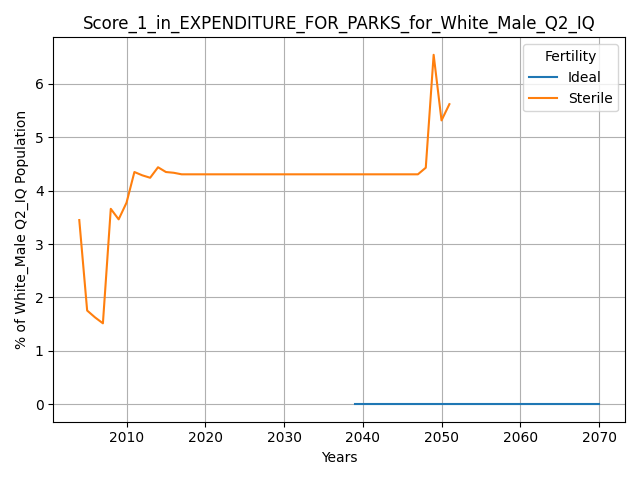 Score_1_in_EXPENDITURE_FOR_PARKS_for_White_Male_Q2_IQ
Fertility
Ideal
Sterile
% of White_Male Q2_IQ Population
6
5
4
3
2
1
0
2010 2020 2030 2040 2050 2060 2070
Years